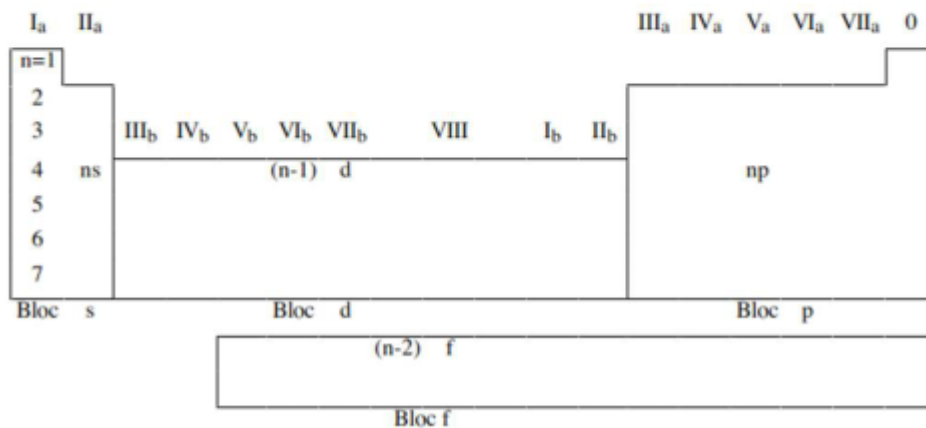 Ia IIa IIIa IVa Va VIa VIIa 0
n=1
2
3 IIIb IVb Vb VIb VIIb VIII Ib IIb
4 ns (n-1) d np
5
6
7
Bloc s Bloc d Bloc p
(n-2) f
Bloc f